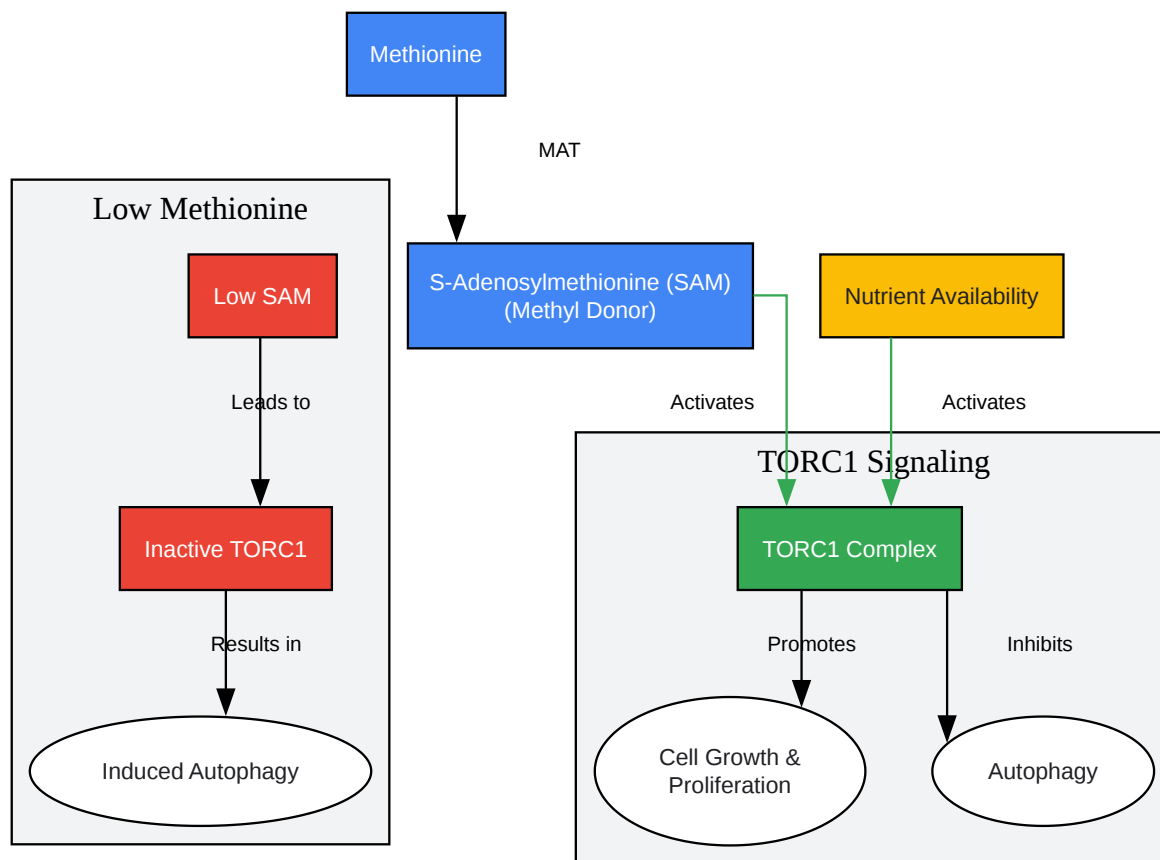 Methionine
MAT
Low Methionine
Low SAM
S-Adenosylmethionine (SAM)
(Methyl Donor)
Nutrient Availability
Leads to
Activates
Activates
TORC1 Signaling
Inactive TORC1
TORC1 Complex
Results in
Promotes
Inhibits
Induced Autophagy
Cell Growth &
Proliferation
Autophagy